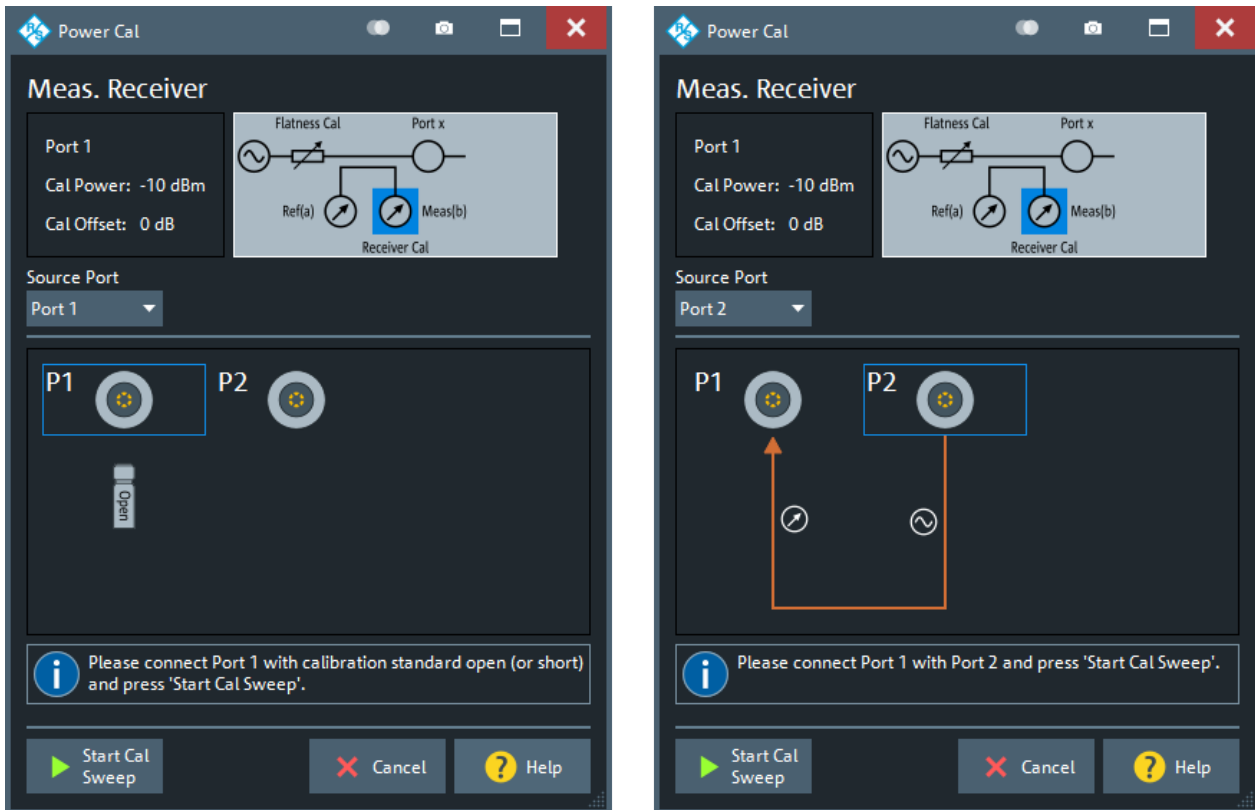 Power Cal
Meas. Receiver
Port 1
Cal Power: -10 dBm
Cal Offset: 0 dB
Flatness Cal
Port x
Ref(a)
Meas(b)
Receiver Cal
Source Port
Port 1
P1
P2
Open
Please connect Port 1 with calibration standard open (or short)
and press 'Start Cal Sweep'.
Start Cal
Sweep
Cancel
? Help
Power Cal
Meas. Receiver
Port 1
Cal Power: -10 dBm
Cal Offset: 0 dB
Flatness Cal
Port x
Ref(a)
Meas(b)
Receiver Cal
Source Port
Port 2
P1
P2
Please connect Port 1 with Port 2 and press 'Start Cal Sweep'.
Start Cal
Sweep
Cancel
? Help